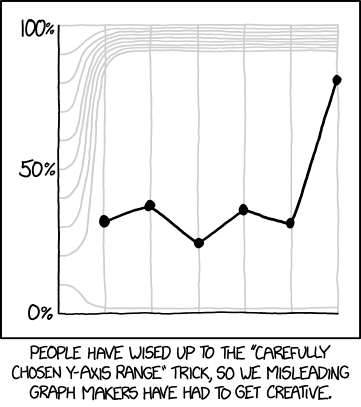 100%
50%
0%
PEOPLE HAVE WISED UP TO THE "CAREFULLY
CHOSEN Y-AXIS RANGE" TRICK, SO WE MISLEADING
GRAPH MAKERS HAVE HAD TO GET CREATIVE.